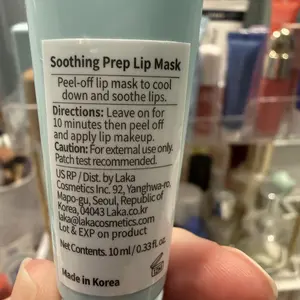 Soothing Prep Lip Mask
Peel-off lip mask to cool
down and soothe lips.
Directions: Leave on for
10 minutes then peel off
and apply lip makeup.
Caution: For external use only.
Patch test recommended.
US RP / Dist. by Laka
Cosmetics Inc. 92, Yanghwa-ro,
Mapo-gu, Seoul, Republic of
Korea, 04043 Laka.co.kr
laka@lakacosmetics.com
Lot & EXP on product
Net Contents. 10 ml / 0.33 fl. oz.
Made in Korea